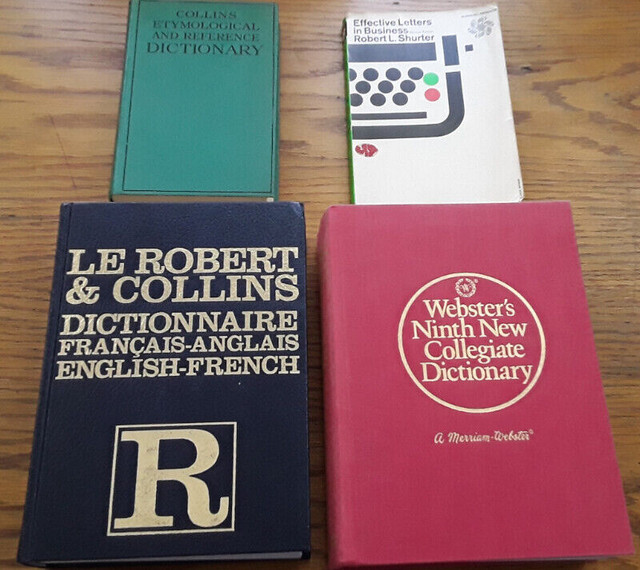 COLLINS
ETYMOLOGICAL
AND REFERENCE
DICTIONARY
Effective Letters
in Business
Robert L. Shurter
LE ROBERT
& COLLINS
DICTIONNAIRE
FRANÇAIS-ANGLAIS
ENGLISH-FRENCH
R
Webster's
Ninth New
Collegiate
Dictionary
A Merriam-Webster®